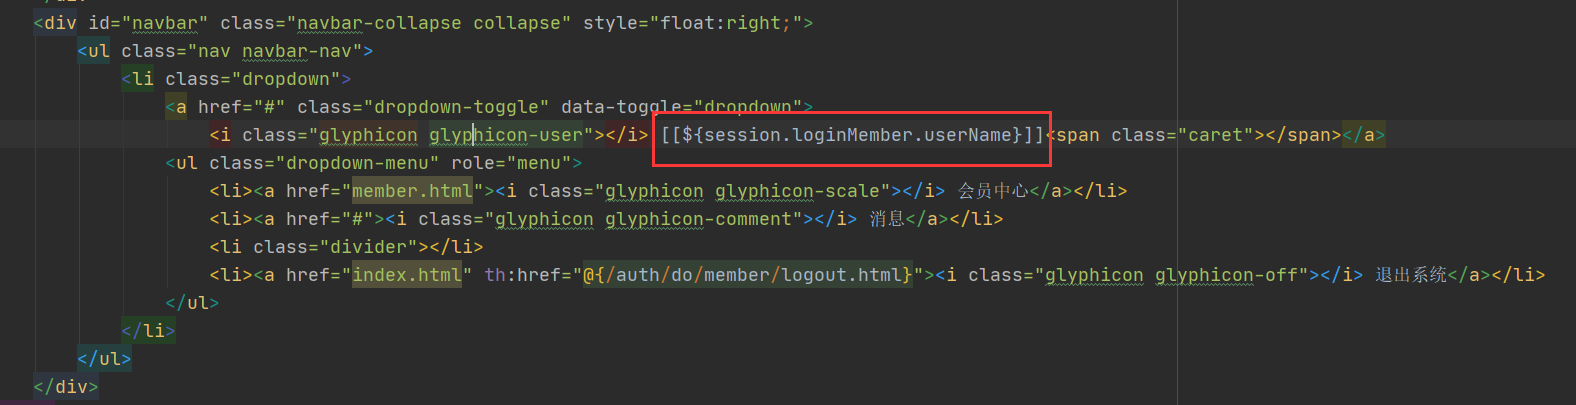 <div id="navbar" class="navbar-collapse collapse" style="float:right;">
<ul class="nav navbar-nav">
<li class="dropdown">
<a href="#" class="dropdown-toggle" data-toggle="dropdown">
<i class="glyphicon glyphicon-user"></i> [[${session.loginMember.userName}]]<span class="caret"></span></a>
<ul class="dropdown-menu" role="menu">
<li><a href="member.html"><i class="glyphicon glyphicon-scale"></i> 会员中心</a></li>
<li><a href="#"><i class="glyphicon glyphicon-comment"></i> 消息</a></li>
<li class="divider"></li>
<li><a href="index.html" th:href="@{/auth/do/member/logout.html}"><i class="glyphicon glyphicon-off"></i> 退出系统</a></li>
</ul>
</li>
</ul>
</div>